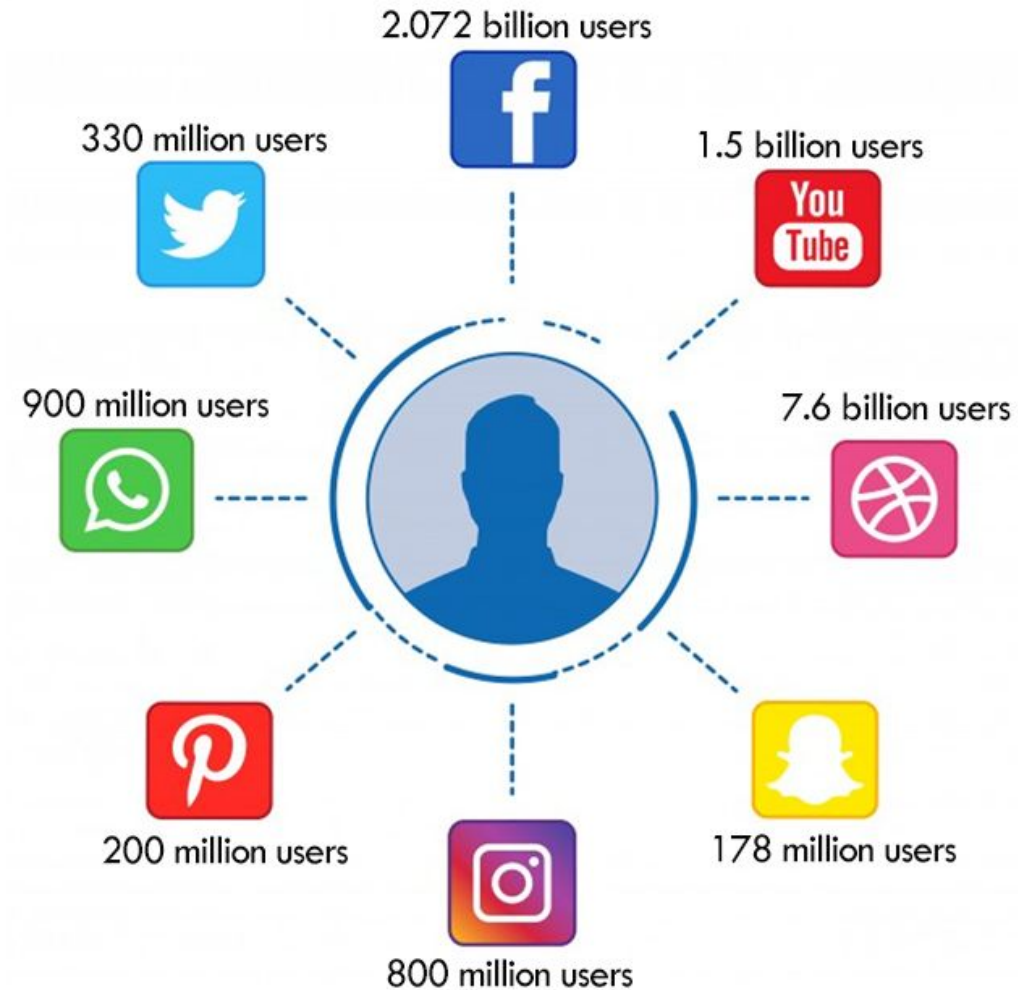 2.072 billion users
f
330 million users
1.5 billion users
You
Tube
900 million users
7.6 billion users
200 million users
178 million users
800 million users